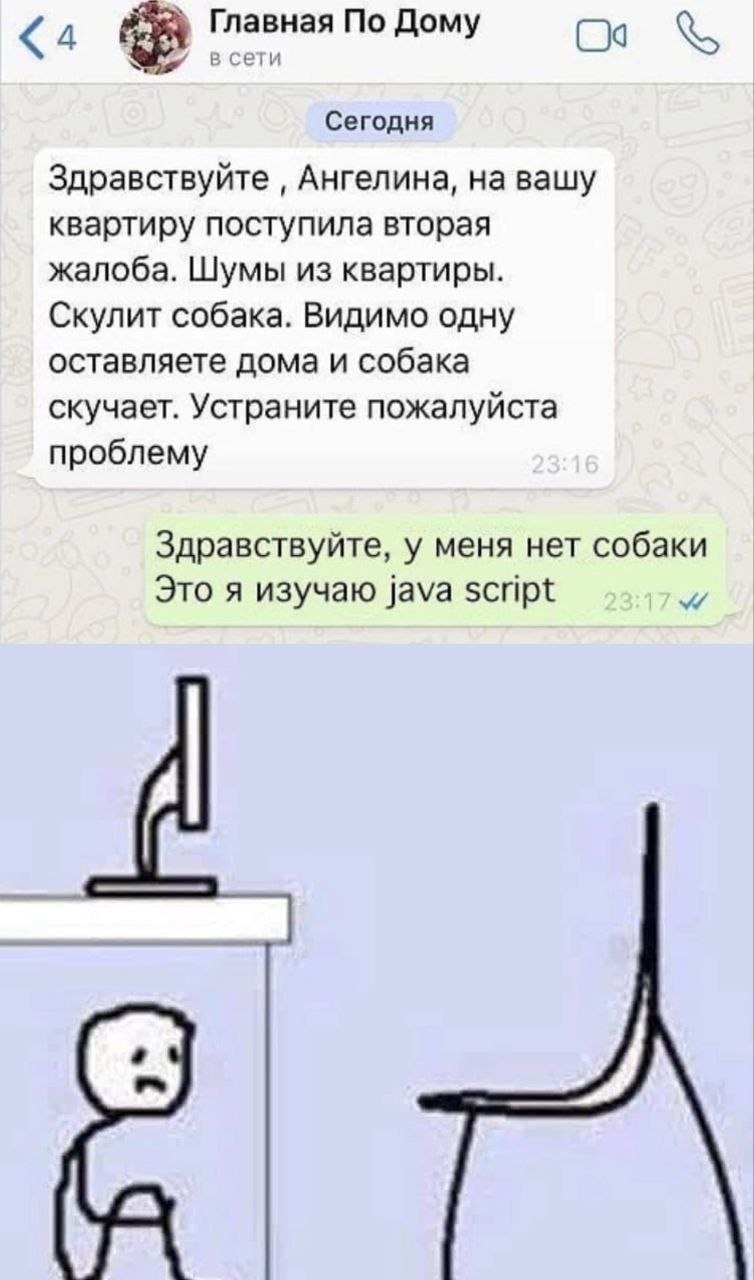 4
Главная По Дому
в сети
Сегодня
Здравствуйте , Ангелина, на вашу
квартиру поступила вторая
жалоба. Шумы из квартиры.
Скулит собака. Видимо одну
оставляете дома и собака
скучает. Устраните пожалуйста
проблему
23:16
Здравствуйте, у меня нет собаки
Это я изучаю java script
23:17